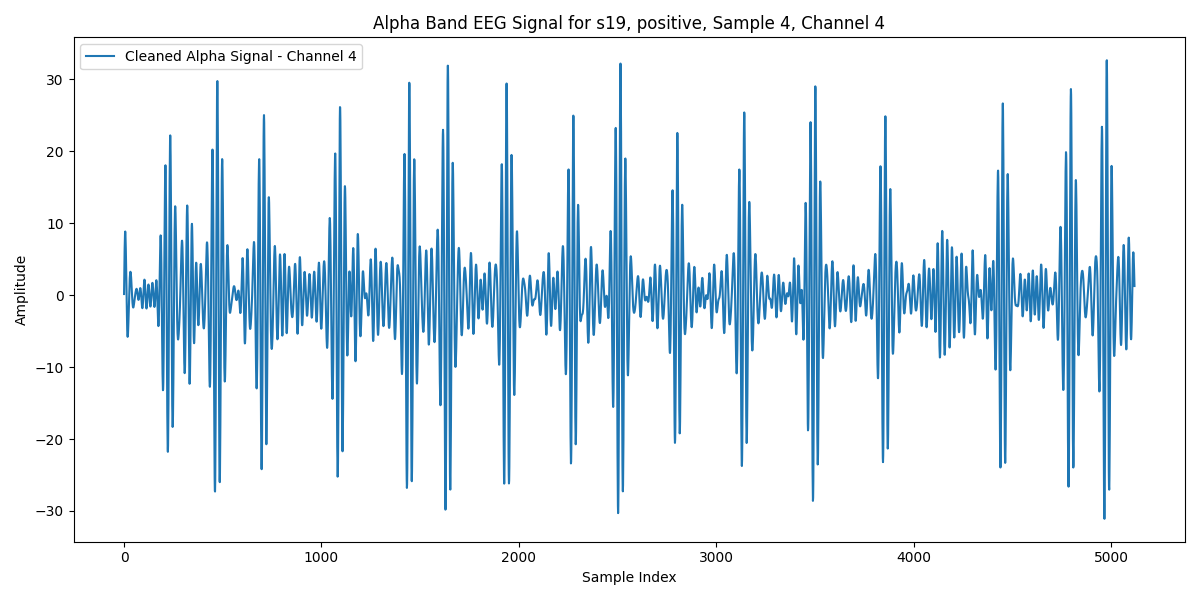 Alpha Band EEG Signal for s19, positive, Sample 4, Channel 4
Cleaned Alpha Signal - Channel 4
Amplitude
30
20
10
0
−10
−20
−30
0 1000 2000 3000 4000 5000
Sample Index